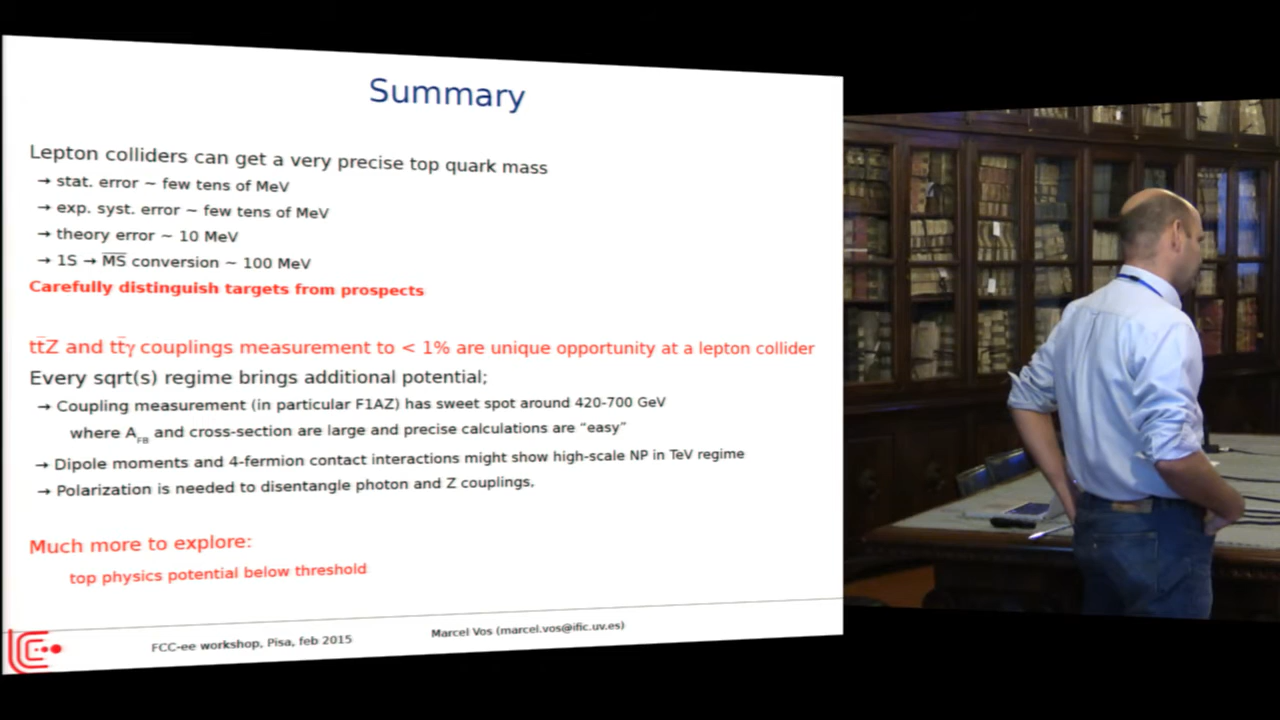 Summary
Lepton colliders can get a very precise top quark mass
→ stat. error ~ few tens of MeV
→ exp. syst. error ~ few tens of MeV
→ theory error ~ 10 MeV
→ 1S → M̅S̅ conversion ~ 100 MeV
Carefully distinguish targets from prospects
tt̅Z and tt̅γ couplings measurement to < 1% are unique opportunity at a lepton collider
Every sqrt(s) regime brings additional potential;
→ Coupling measurement (in particular F1AZ) has sweet spot around 420-700 GeV
where A_FB and cross-section are large and precise calculations are “easy”
→ Dipole moments and 4-fermion contact interactions might show high-scale NP in TeV regime
→ Polarization is needed to disentangle photon and Z couplings,
Much more to explore:
top physics potential below threshold
FCC-ee workshop, Pisa, feb 2015
Marcel Vos (marcel.vos@ific.uv.es)